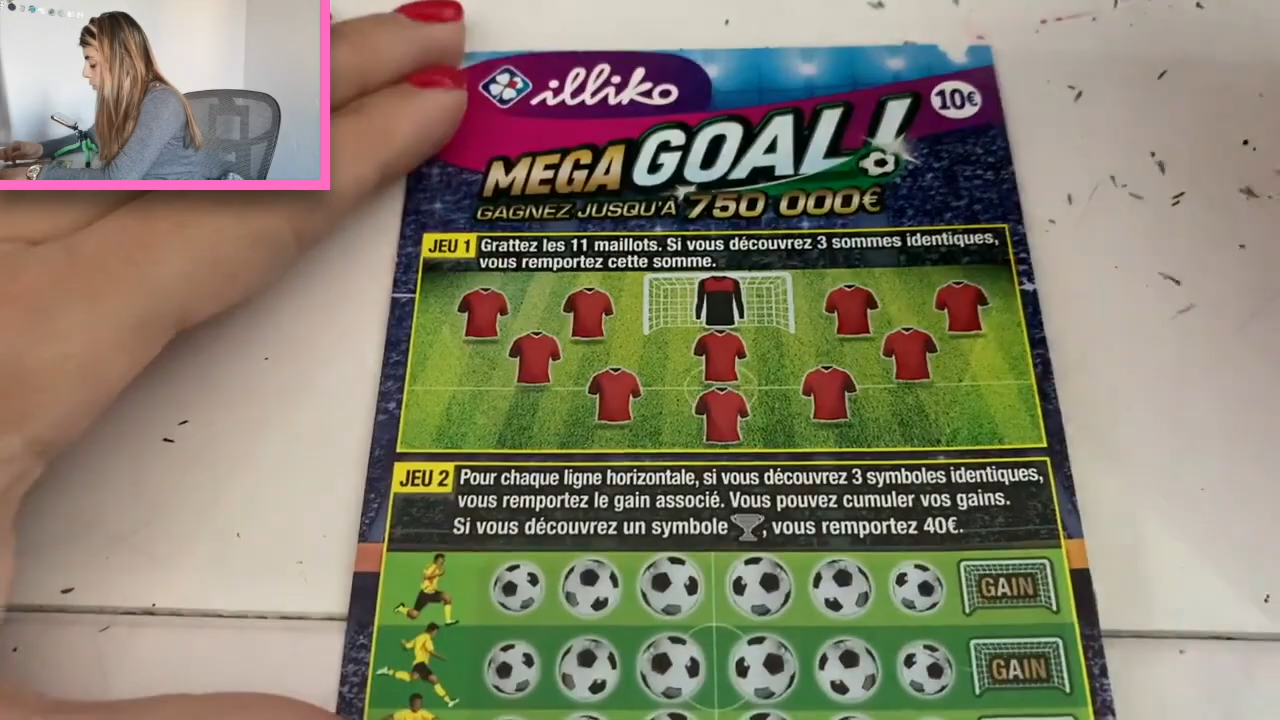 illiko
10€
MEGA GOAL!
GAGNEZ JUSQU'À 750 000€
JEU 1 Grattez les 11 maillots. Si vous découvrez 3 sommes identiques,
vous remportez cette somme.
JEU 2 Pour chaque ligne horizontale, si vous découvrez 3 symboles identiques,
vous remportez le gain associé. Vous pouvez cumuler vos gains.
Si vous découvrez un symbole , vous remportez 40€.
GAIN
GAIN